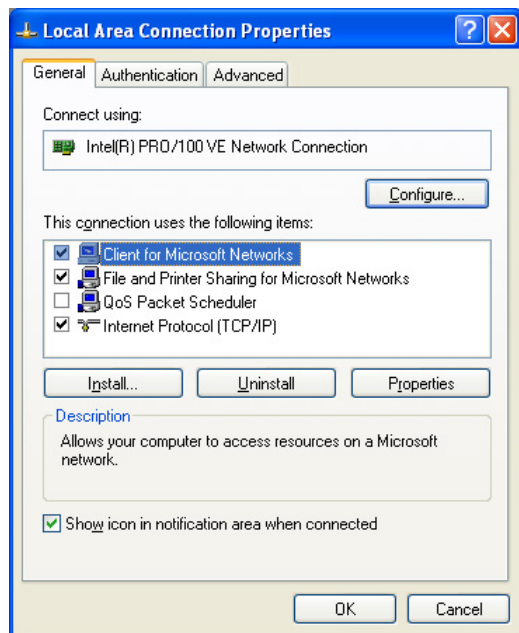 Local Area Connection Properties
General Authentication Advanced
Connect using:
Intel(R) PRO/100 VE Network Connection
Configure...
This connection uses the following items:
Client for Microsoft Networks
File and Printer Sharing for Microsoft Networks
QoS Packet Scheduler
Internet Protocol (TCP/IP)
Install... Uninstall Properties
Description
Allows your computer to access resources on a Microsoft
network.
Show icon in notification area when connected
OK Cancel